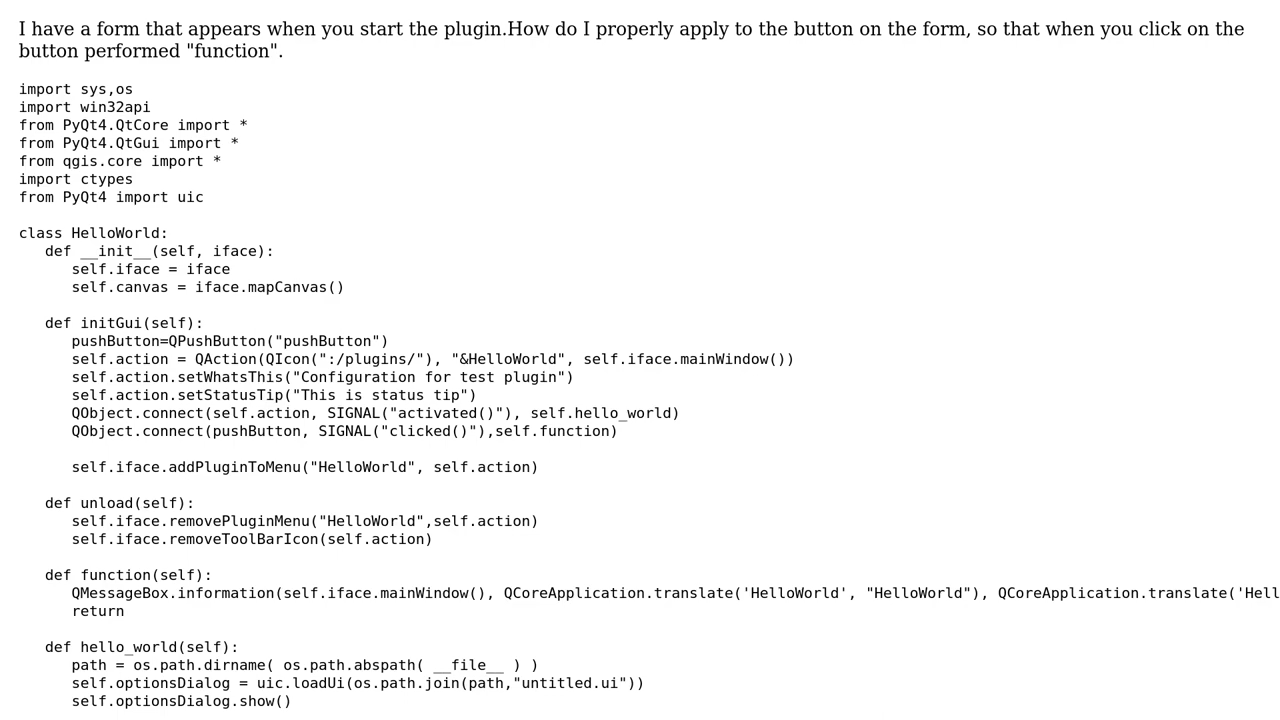 I have a form that appears when you start the plugin.How do I properly apply to the button on the form, so that when you click on the
button performed "function".
import sys,os
import win32api
from PyQt4.QtCore import *
from PyQt4.QtGui import *
from qgis.core import *
import ctypes
from PyQt4 import uic
class HelloWorld:
   def __init__(self, iface):
      self.iface = iface
      self.canvas = iface.mapCanvas()
   def initGui(self):
      pushButton=QPushButton("pushButton")
      self.action = QAction(QIcon(":/plugins/"), "&HelloWorld", self.iface.mainWindow())
      self.action.setWhatsThis("Configuration for test plugin")
      self.action.setStatusTip("This is status tip")
      QObject.connect(self.action, SIGNAL("activated()"), self.hello_world)
      QObject.connect(pushButton, SIGNAL("clicked()"),self.function)
      self.iface.addPluginToMenu("HelloWorld", self.action)
   def unload(self):
      self.iface.removePluginMenu("HelloWorld",self.action)
      self.iface.removeToolBarIcon(self.action)
   def function(self):
      QMessageBox.information(self.iface.mainWindow(), QCoreApplication.translate('HelloWorld', "HelloWorld"), QCoreApplication.translate('Hell
      return
   def hello_world(self):
      path = os.path.dirname( os.path.abspath( __file__ ) )
      self.optionsDialog = uic.loadUi(os.path.join(path,"untitled.ui"))
      self.optionsDialog.show()